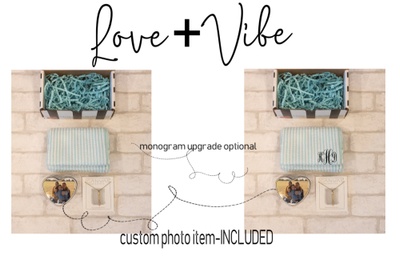 Love + Vibe
monogram upgrade optional
custom photo item-INCLUDED